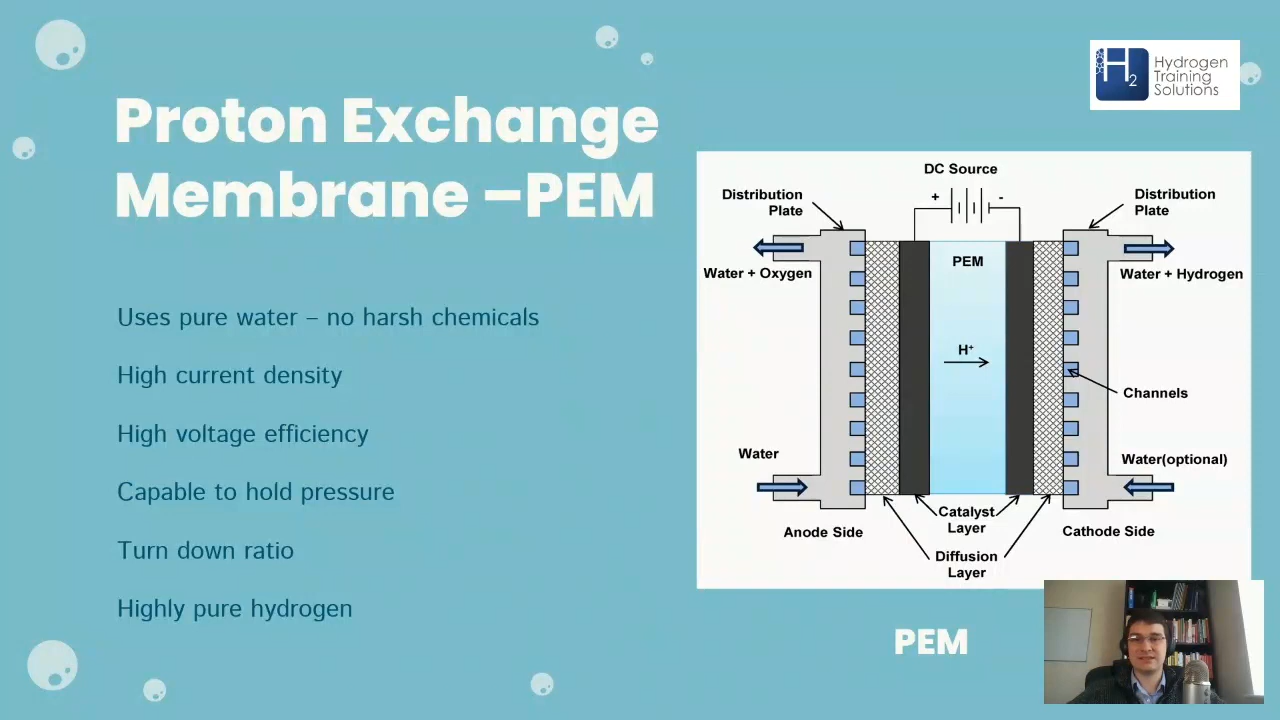 H2
Hydrogen
Training
Solutions
Proton Exchange
Membrane –PEM
Uses pure water – no harsh chemicals
High current density
High voltage efficiency
Capable to hold pressure
Turn down ratio
Highly pure hydrogen
DC Source
+ -
Distribution
Plate
Distribution
Plate
Water + Oxygen
PEM
Water + Hydrogen
H+
Channels
Water
Water(optional)
Catalyst
Layer
Anode Side
Cathode Side
Diffusion
Layer
PEM